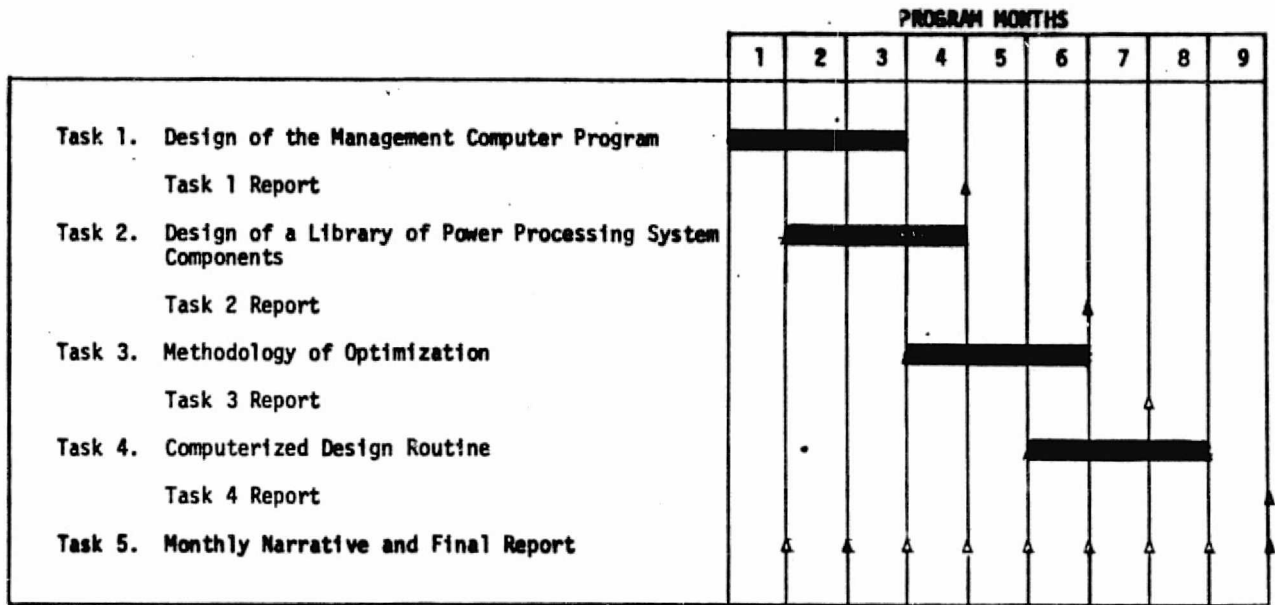 PROGRAM MONTHS
1 2 3 4 5 6 7 8 9
Task 1. Design of the Management Computer Program
Task 1 Report
Task 2. Design of a Library of Power Processing System
Components
Task 2 Report
Task 3. Methodology of Optimization
Task 3 Report
Task 4. Computerized Design Routine
Task 4 Report
Task 5. Monthly Narrative and Final Report